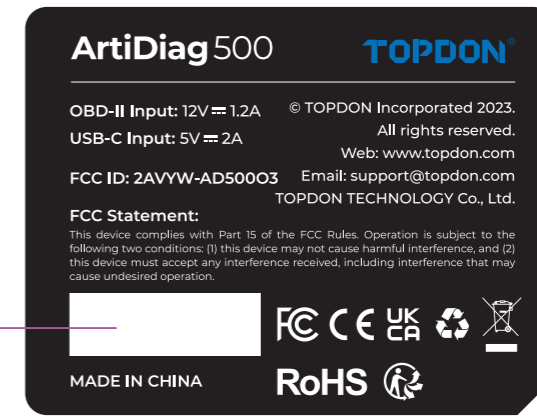 ArtiDiag500
TOPDON®
OBD-II Input: 12V⎓1.2A
USB-C Input: 5V⎓2A
FCC ID: 2AVYW-AD500O3
© TOPDON Incorporated 2023.
All rights reserved.
Web: www.topdon.com
Email: support@topdon.com
TOPDON TECHNOLOGY Co., Ltd.
FCC Statement:
This device complies with Part 15 of the FCC Rules. Operation is subject to the
following two conditions: (1) this device may not cause harmful interference, and (2)
this device must accept any interference received, including interference that may
cause undesired operation.
FC CE UK
CA
MADE IN CHINA
RoHS